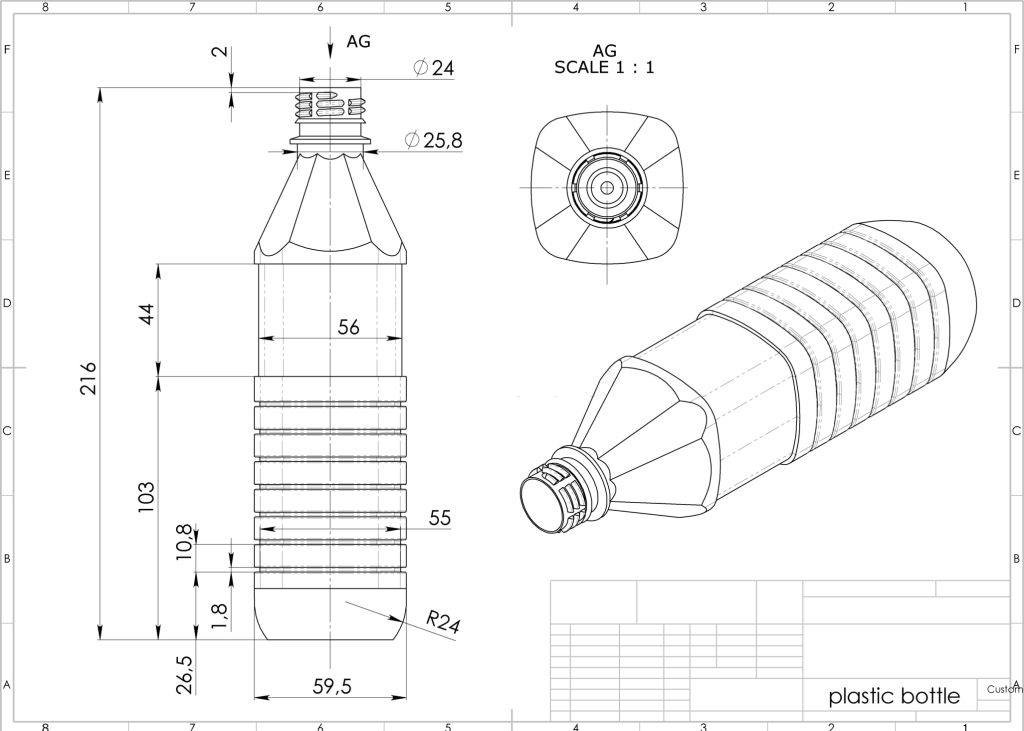 8 7 6 5 4 3 2 1
F F
E E
D D
C C
B B
A A
AG
AG
SCALE 1 : 1
2
⌀24
⌀25,8
44
56
216
103
55
10,8
1,8
R24
26,5
59,5
plastic bottle
Custom
8 7 6 5 4 3 2 1